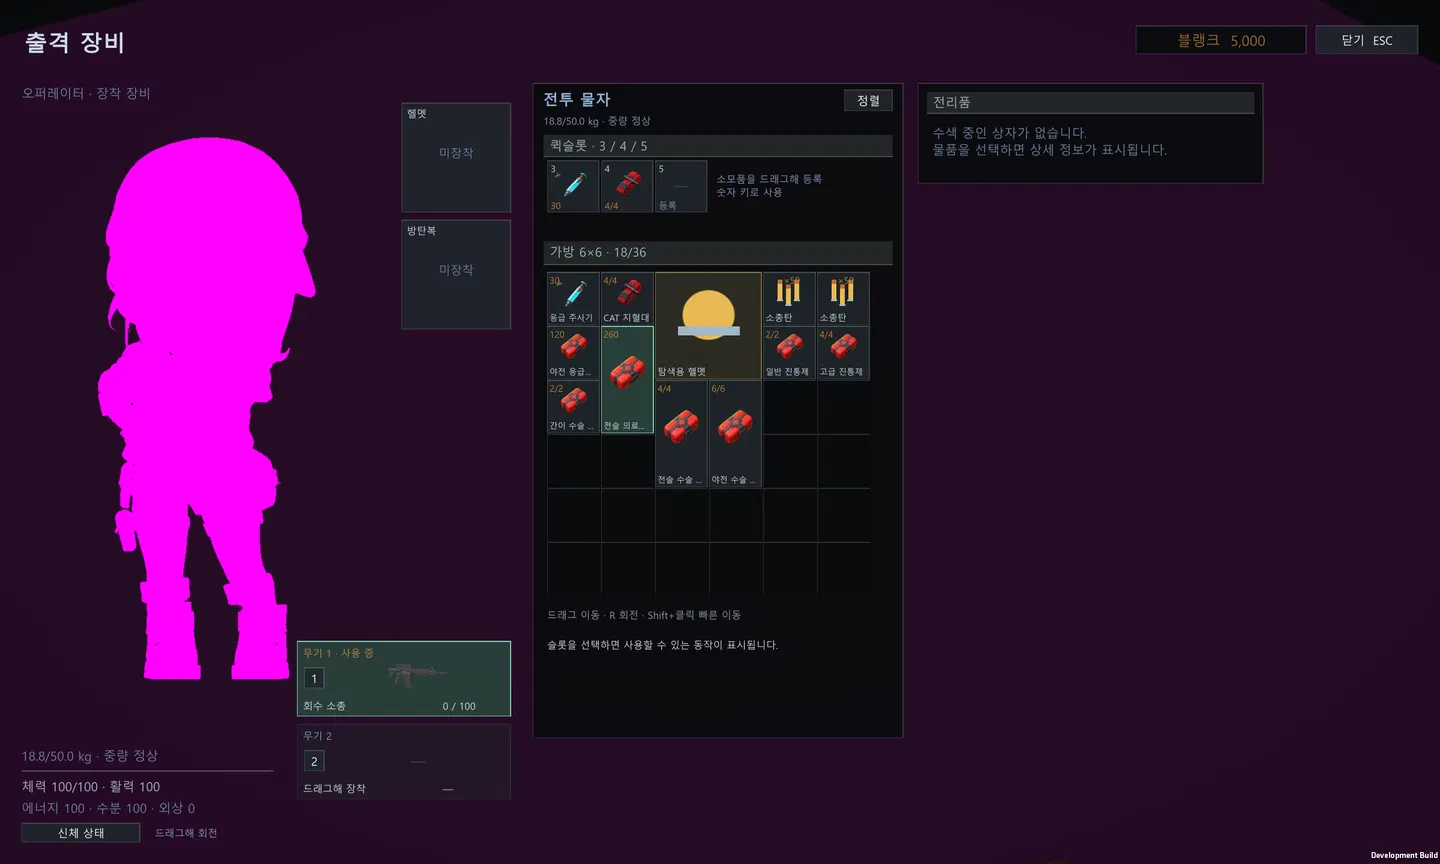 출격 장비
블랭크 5,000
닫기 ESC
오퍼레이터 · 장착 장비
헬멧
미장착
방탄복
미장착
무기 1 · 사용 중
1
회수 소총
0 / 100
무기 2
2
드래그해 장착
18.8/50.0 kg · 중량 정상
체력 100/100 · 활력 100
에너지 100 · 수분 100 · 외상 0
신체 상태
드래그해 회전
전투 물자
정렬
18.8/50.0 kg · 중량 정상
퀵슬롯 · 3 / 4 / 5
3
30
4
4/4
5
등록
소모품을 드래그해 등록
숫자 키로 사용
가방 6×6 · 18/36
30
응급 주사기
4/4
CAT 지혈대
탐색용 헬멧
×50
소총탄
×50
소총탄
120
야전 응급...
260
전술 의료...
2/2
일반 진통제
4/4
고급 진통제
2/2
간이 수술 ...
4/4
전술 수술 ...
6/6
야전 수술 ...
드래그 이동 · R 회전 · Shift+클릭 빠른 이동
슬롯을 선택하면 사용할 수 있는 동작이 표시됩니다.
전리품
수색 중인 상자가 없습니다.
물품을 선택하면 상세 정보가 표시됩니다.
Development Build